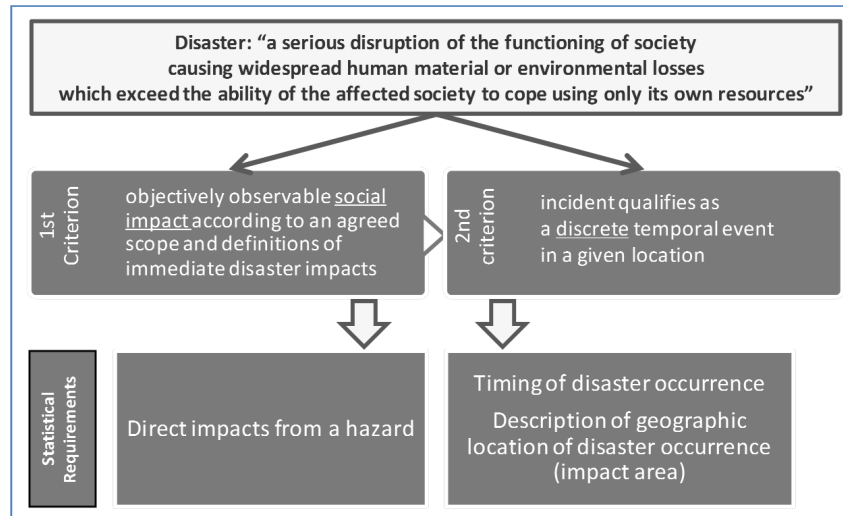 Disaster: “a serious disruption of the functioning of society
causing widespread human material or environmental losses
which exceed the ability of the affected society to cope using only its own resources”
1st
Criterion
objectively observable social
impact according to an agreed
scope and definitions of
immediate disaster impacts
2nd
criterion
incident qualifies as
a discrete temporal event
in a given location
Statistical
Requirements
Direct impacts from a hazard
Timing of disaster occurrence
Description of geographic
location of disaster occurrence
(impact area)